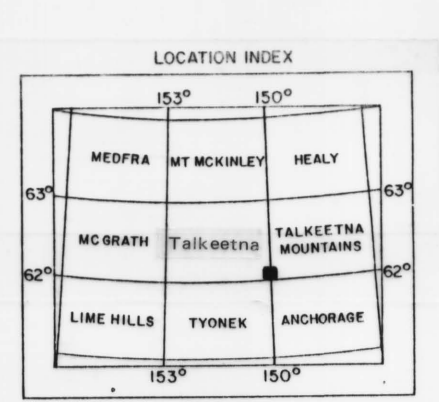 LOCATION INDEX
153° 150°
MEDFRA MT MCKINLEY HEALY
63° 63°
MC GRATH Talkeetna TALKEETNA
MOUNTAINS
62° 62°
LIME HILLS TYONEK ANCHORAGE
153° 150°